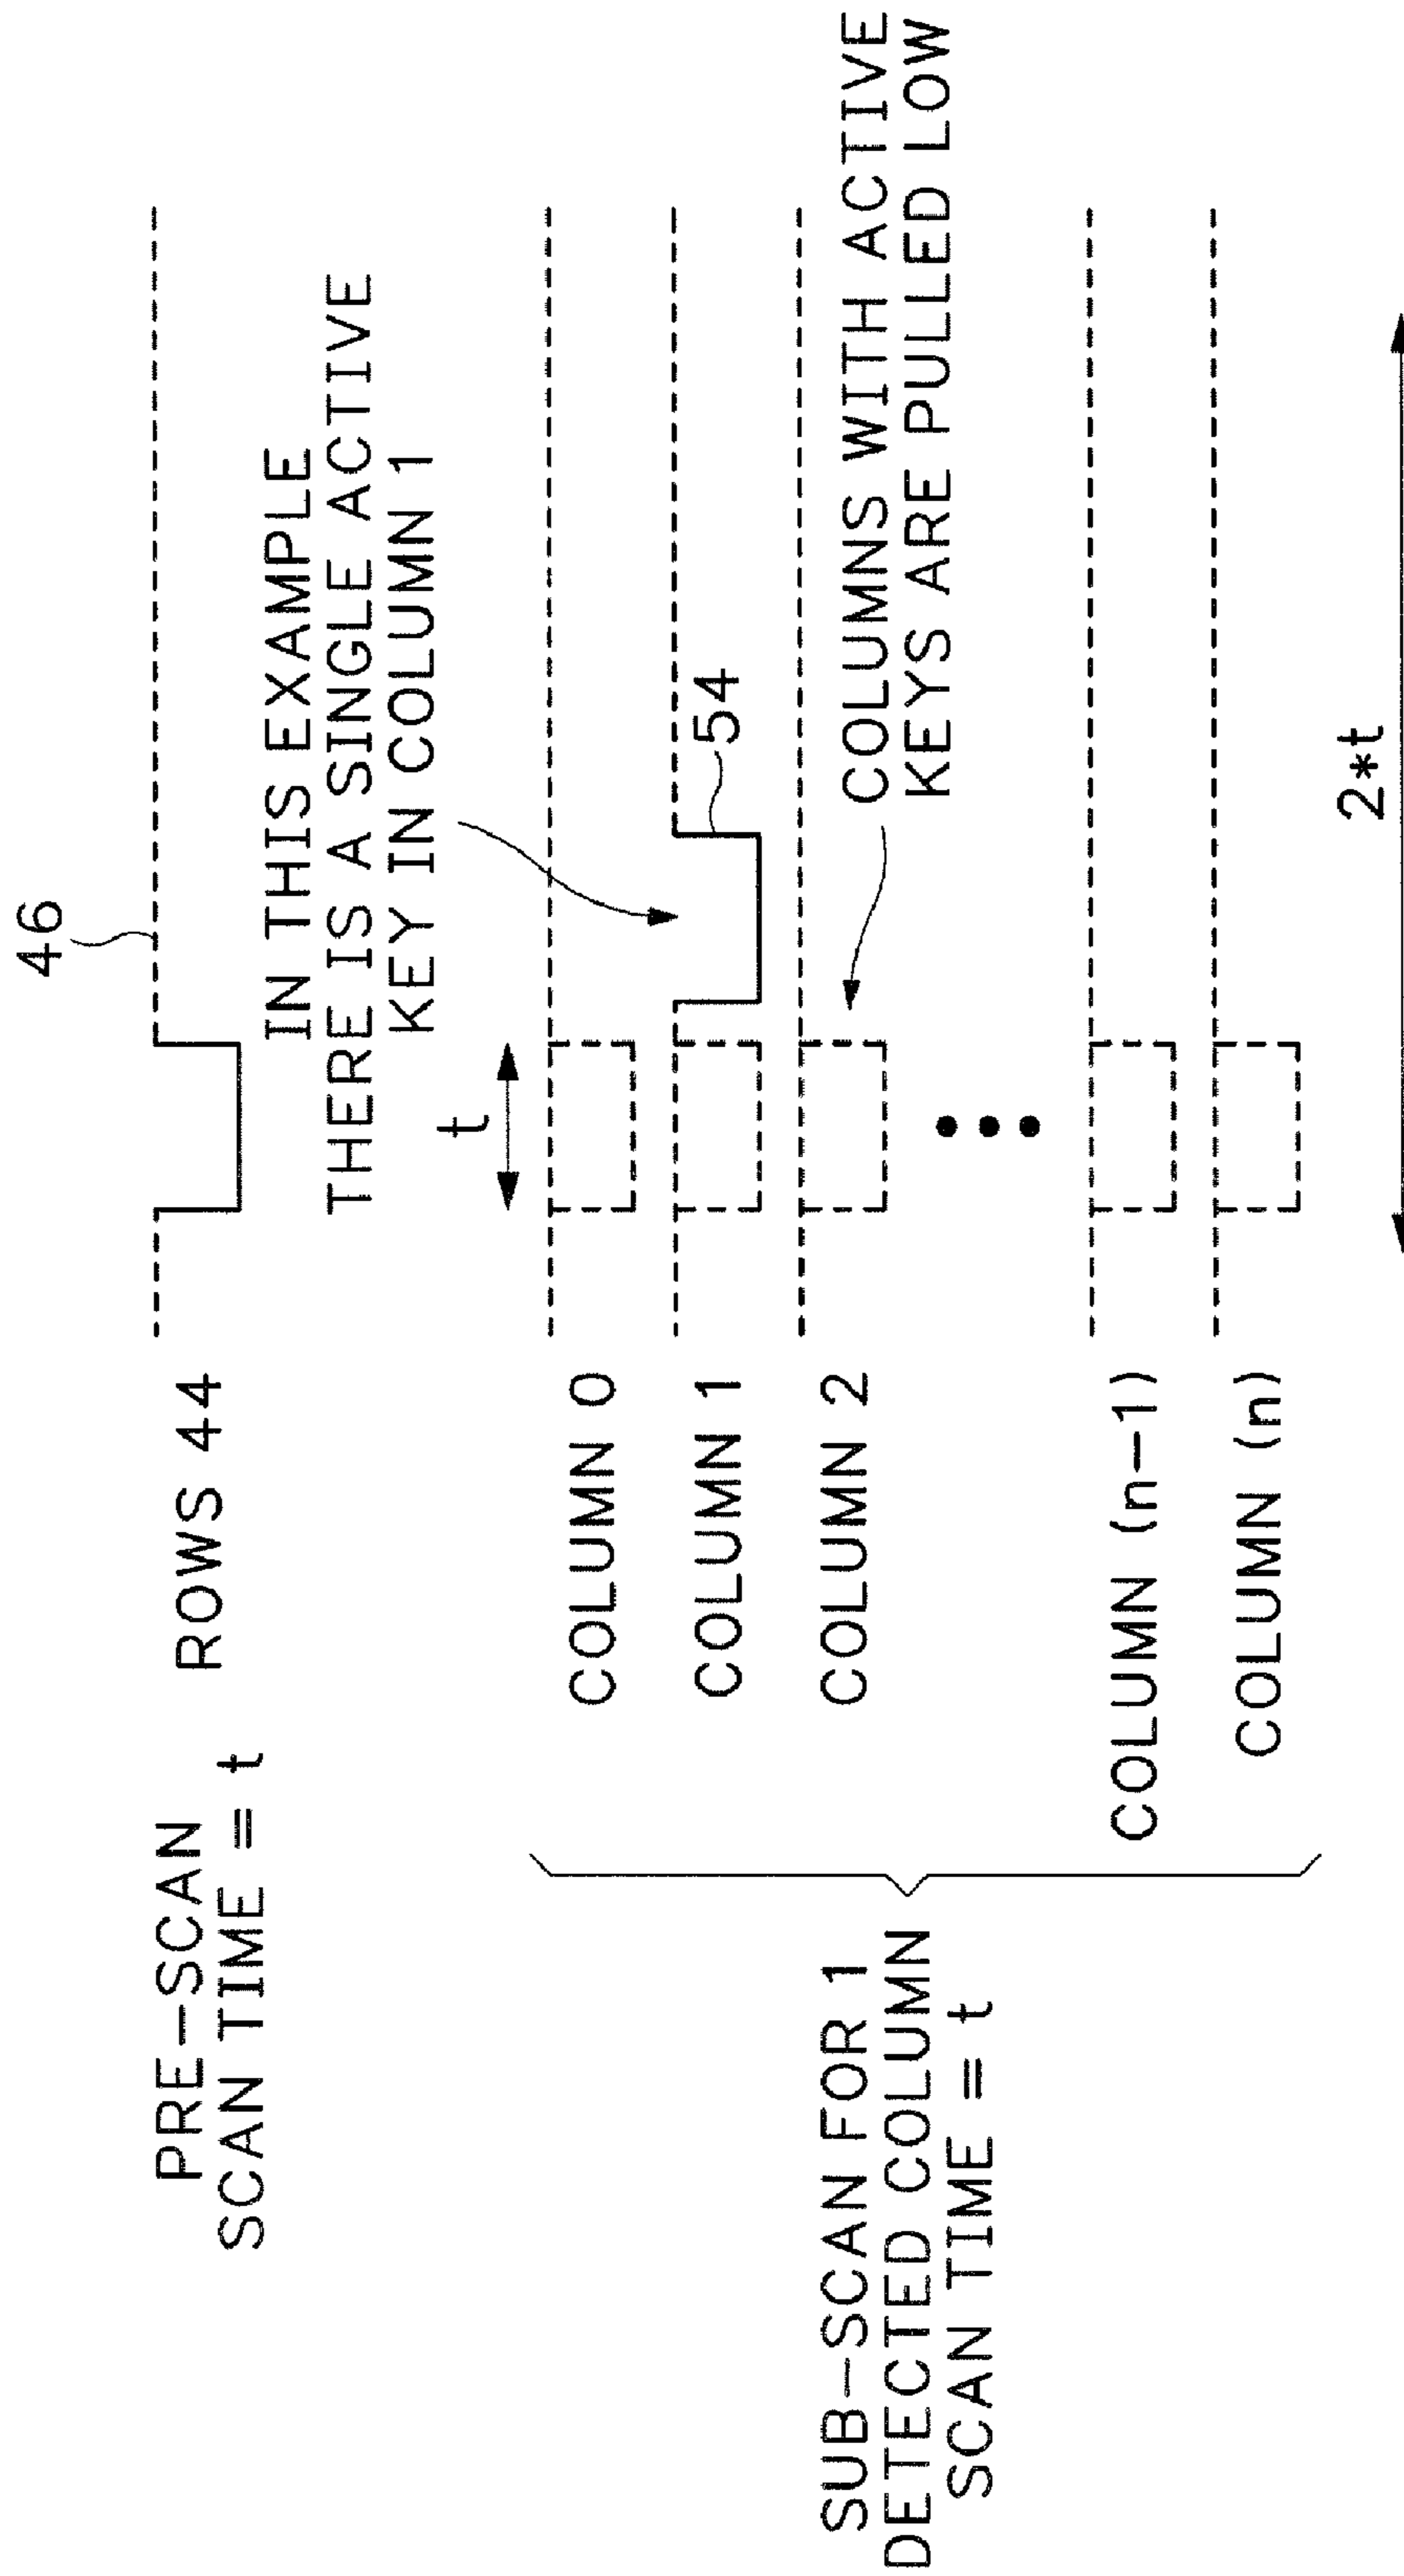 46
PRE-SCAN
SCAN TIME = t
ROWS 44
IN THIS EXAMPLE
THERE IS A SINGLE ACTIVE
KEY IN COLUMN 1
t
COLUMN 0
COLUMN 1
54
COLUMN 2
COLUMNS WITH ACTIVE
KEYS ARE PULLED LOW
SUB-SCAN FOR 1
DETECTED COLUMN
SCAN TIME = t
COLUMN (n-1)
COLUMN (n)
2*t